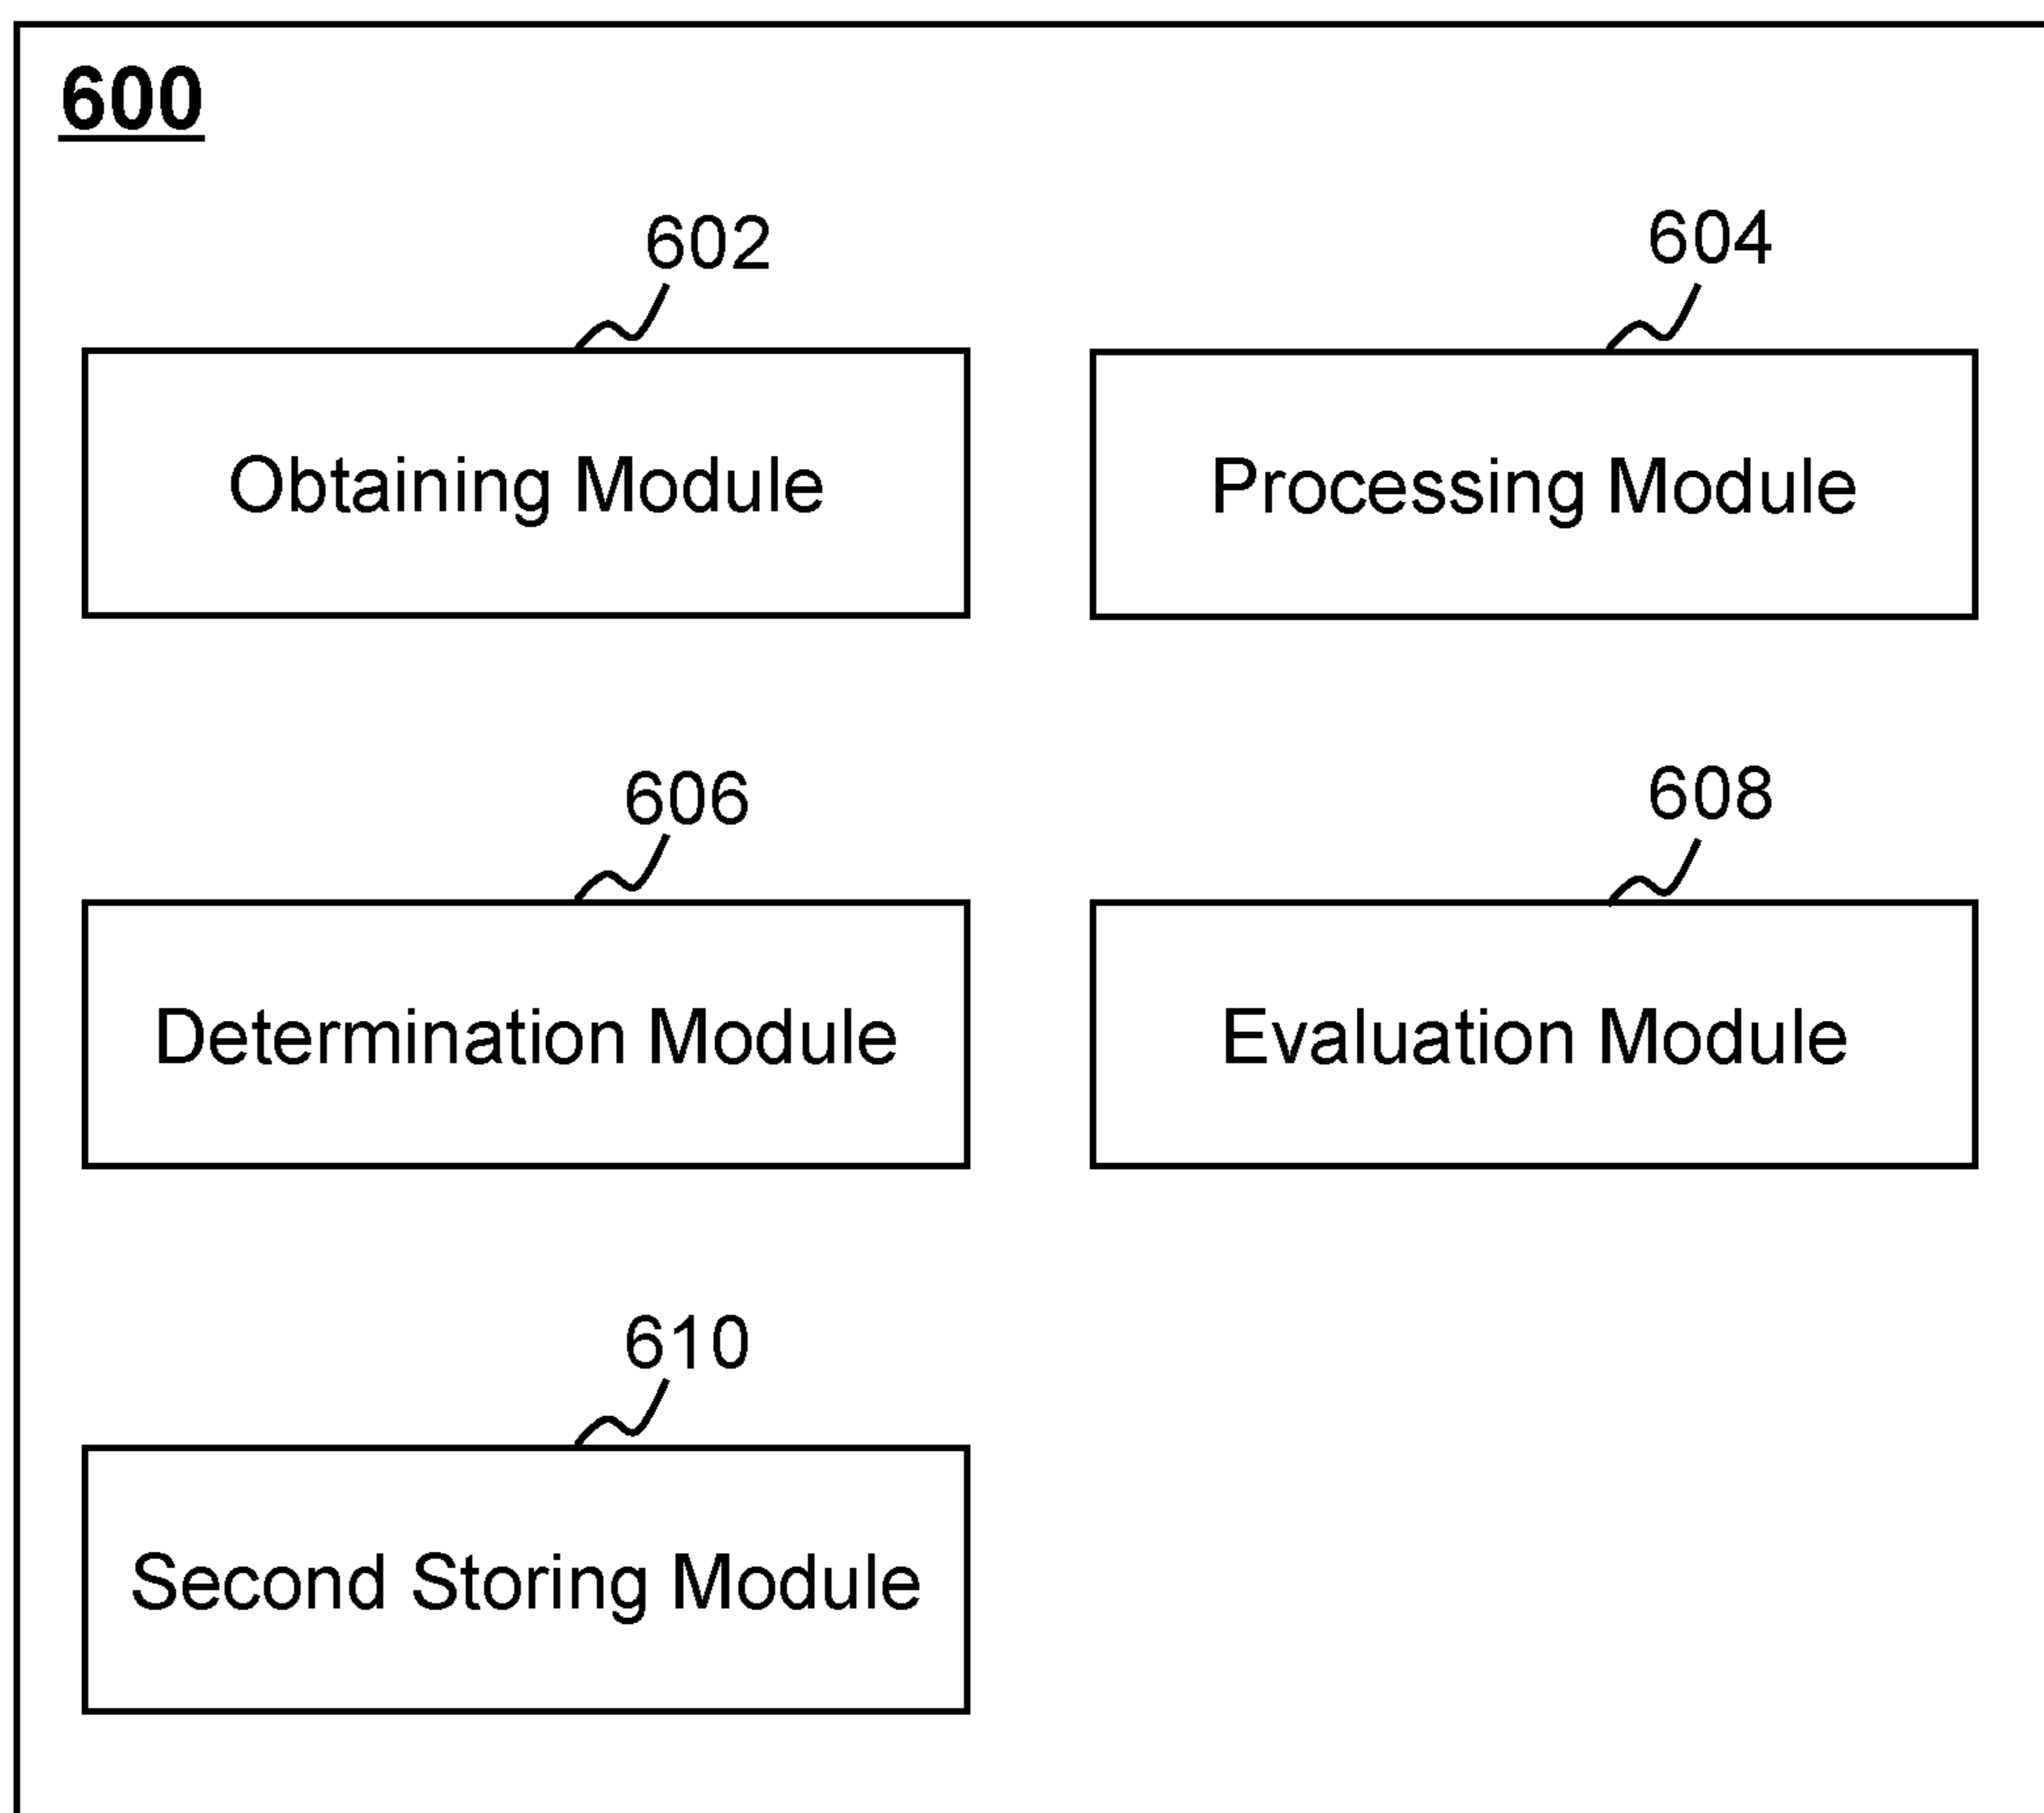 600
602
604
Obtaining Module
Processing Module
606
608
Determination Module
Evaluation Module
610
Second Storing Module